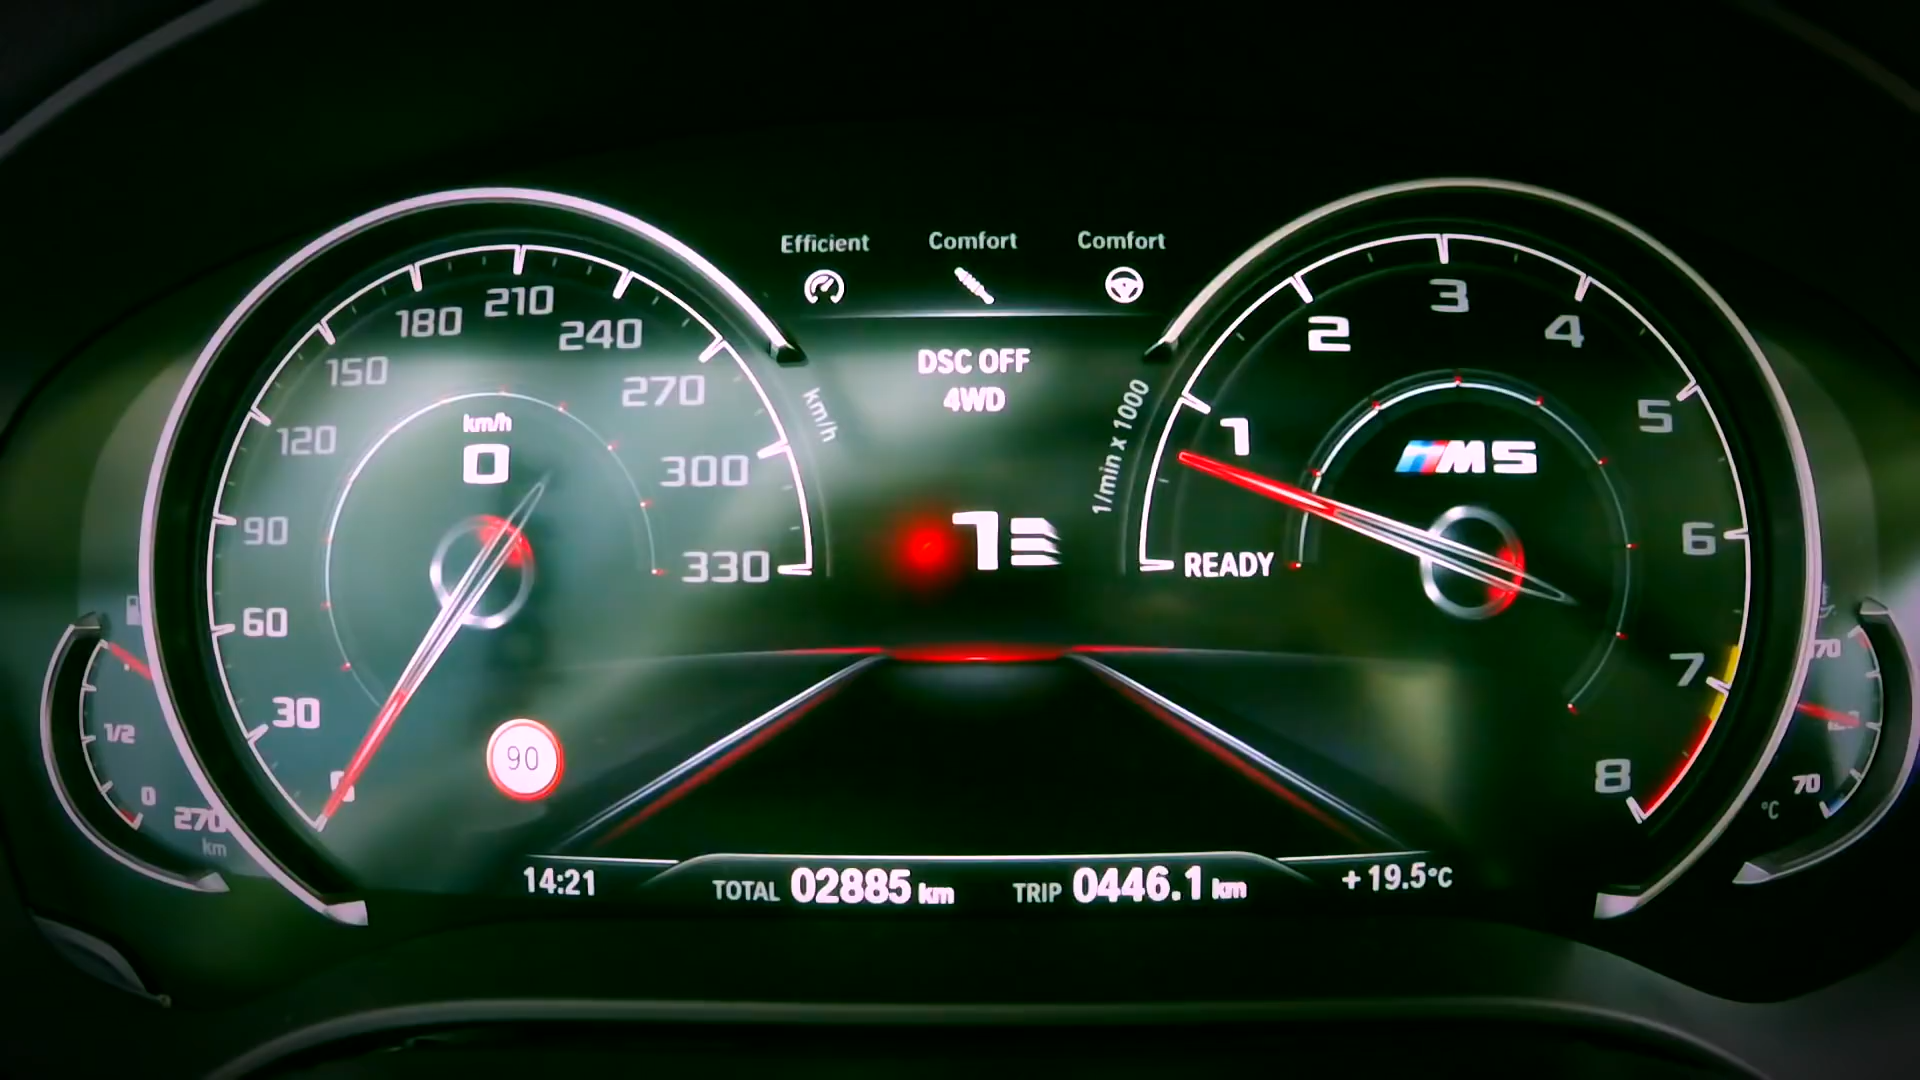 Efficient Comfort Comfort
DSC OFF
4WD
210
180
240
150
270
120
km/h
km/h
0
300
90
330
60
30
0
90
1/2
0
270
km
1
3
2
4
1/min x 1000
5
1
M5
READY
6
7
8
70
°C
14:21
TOTAL 02885 km
TRIP 0446.1 km
+19.5°C